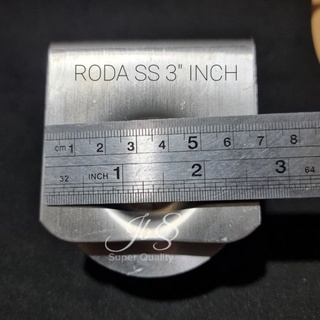 RODA SS 3" INCH
cm 1 2 3 4 5 6 7 8
32 INCH 1 2 3 64
JLS
Super Quality